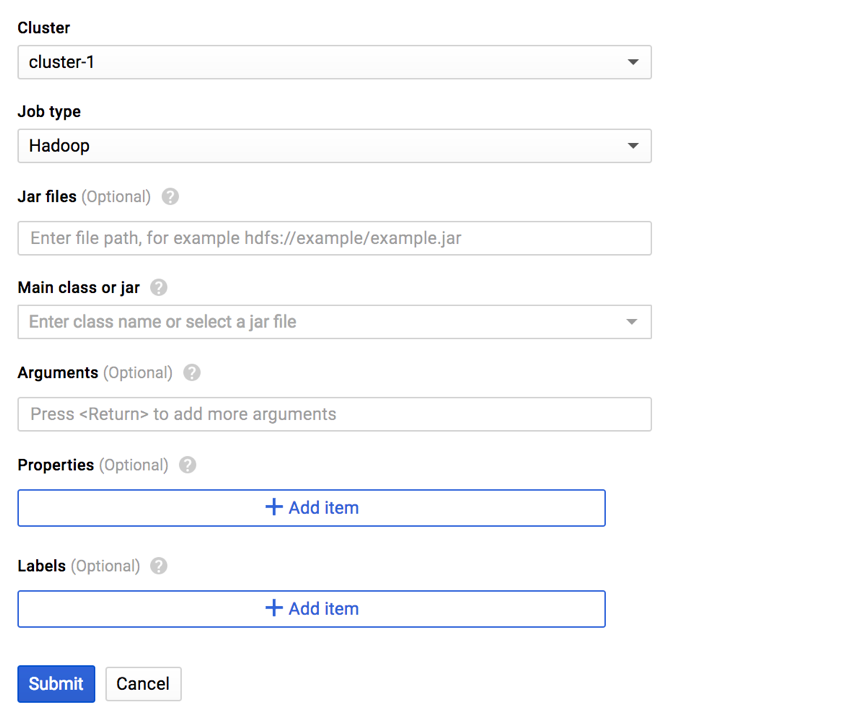 Cluster
cluster-1
Job type
Hadoop
Jar files (Optional) ?
Enter file path, for example hdfs://example/example.jar
Main class or jar ?
Enter class name or select a jar file
Arguments (Optional) ?
Press <Return> to add more arguments
Properties (Optional) ?
+ Add item
Labels (Optional) ?
+ Add item
Submit Cancel